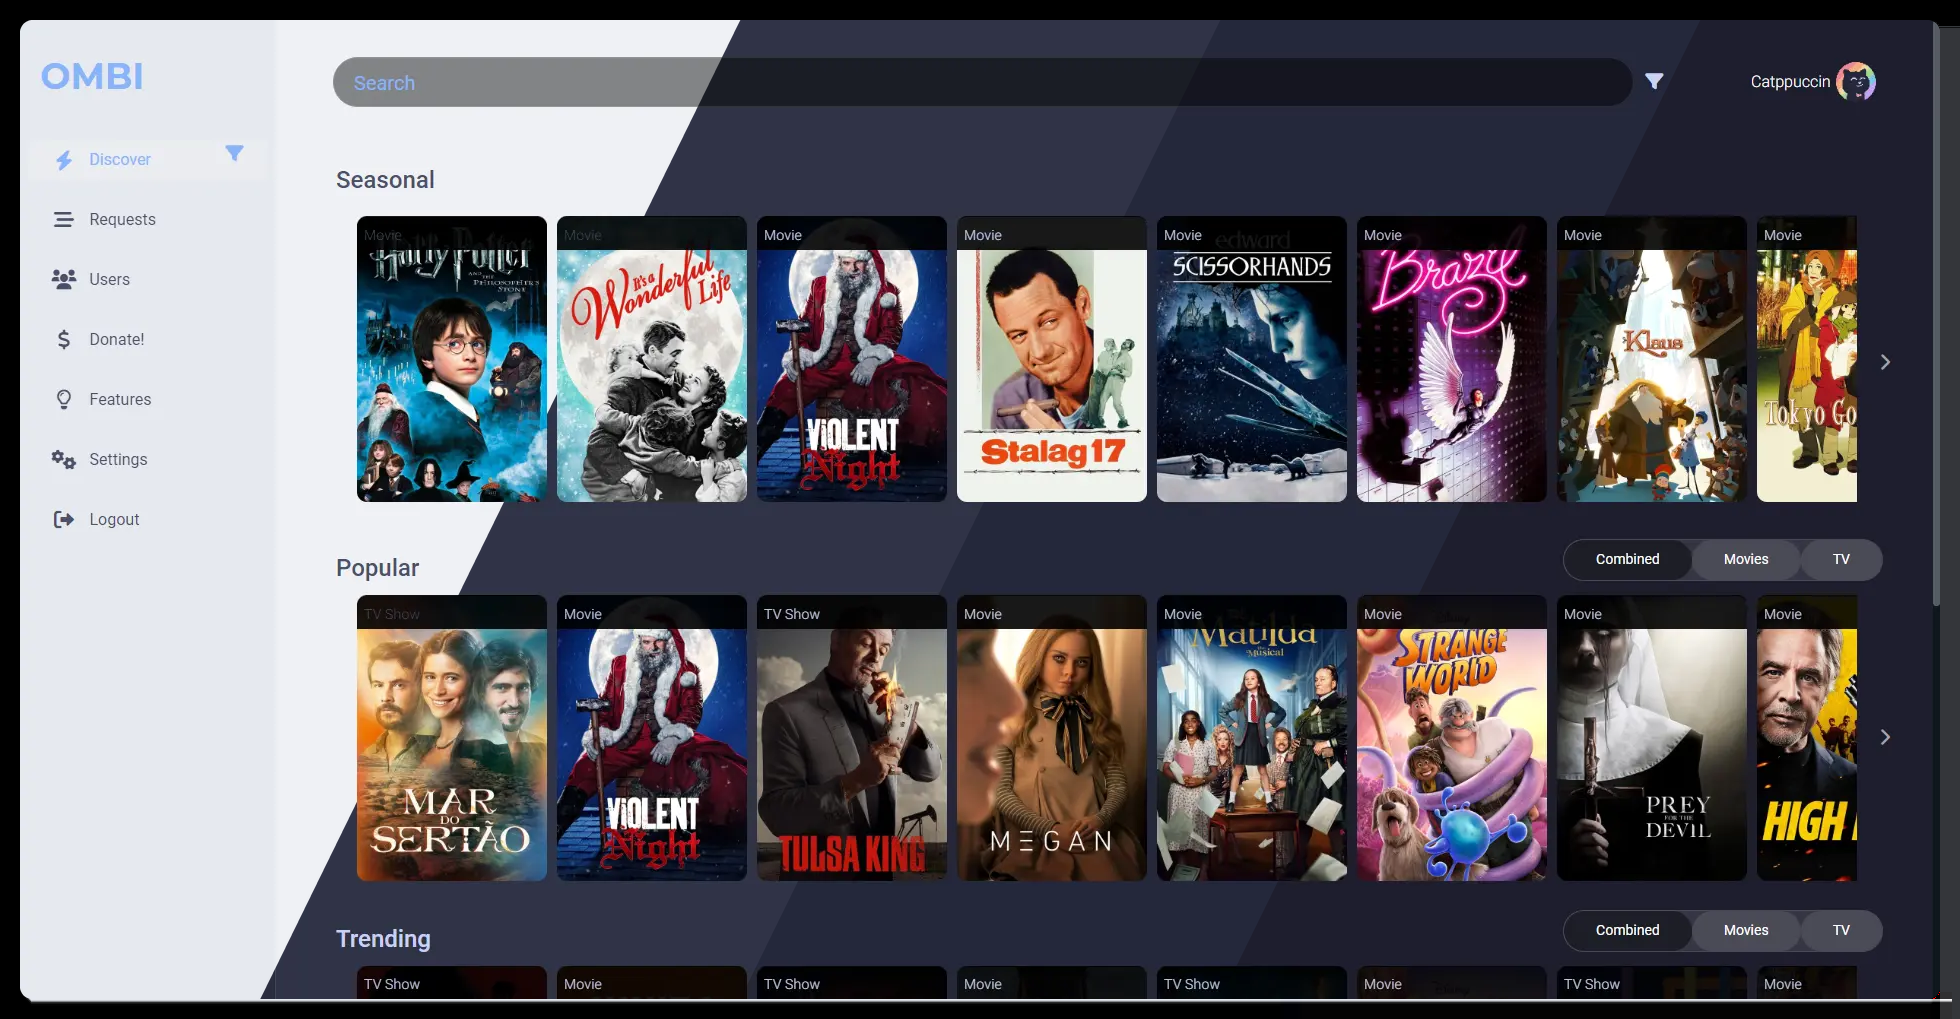 OMBI
Search
Catppuccin
Discover
Requests
Users
Donate!
Features
Settings
Logout
Seasonal
Movie
Harry Potter
AND THE
PHILOSOPHER'S
STONE
Movie
It's a
Wonderful
Life
Movie
VIOLENT
Night
Movie
Stalag 17
Movie
edward
SCISSORHANDS
Movie
Brazil
Movie
Klaus
Movie
Tokyo Go
Popular
Combined
Movies
TV
TV Show
MAR
DO
SERTÃO
Movie
VIOLENT
Night
TV Show
TULSA KING
Movie
M3GAN
Movie
Matilda
the Musical
Movie
STRANGE
WORLD
Movie
PREY
FOR THE
DEVIL
Movie
HIGH
Trending
Combined
Movies
TV
TV Show
Movie
TV Show
Movie
TV Show
Movie
TV Show
Movie